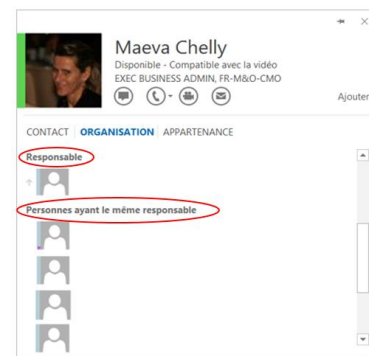 Maeva Chelly
Disponible - Compatible avec la vidéo
EXEC BUSINESS ADMIN, FR-M&O-CMO
Ajouter
CONTACT ORGANISATION APPARTENANCE
Responsable
Personnes ayant le même responsable